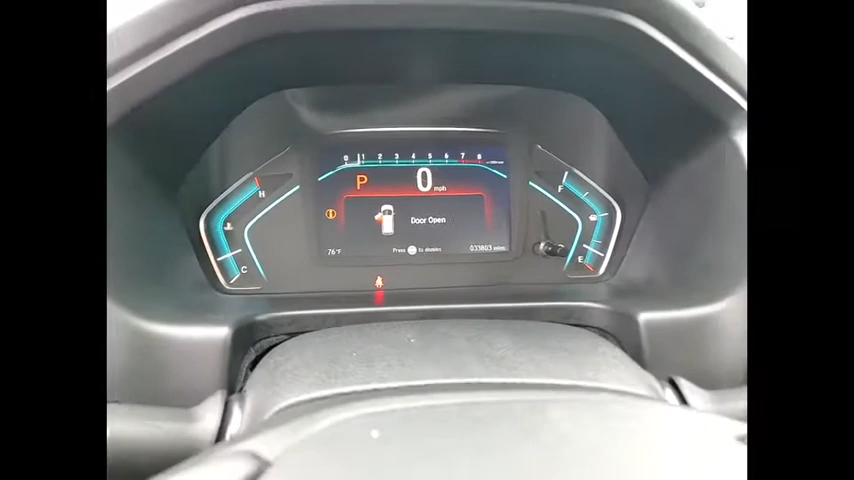 0 1 2 3 4 5 6 7 8
P 0 mph
H F
Door Open
C E
76°F Press to dismiss 033803 miles